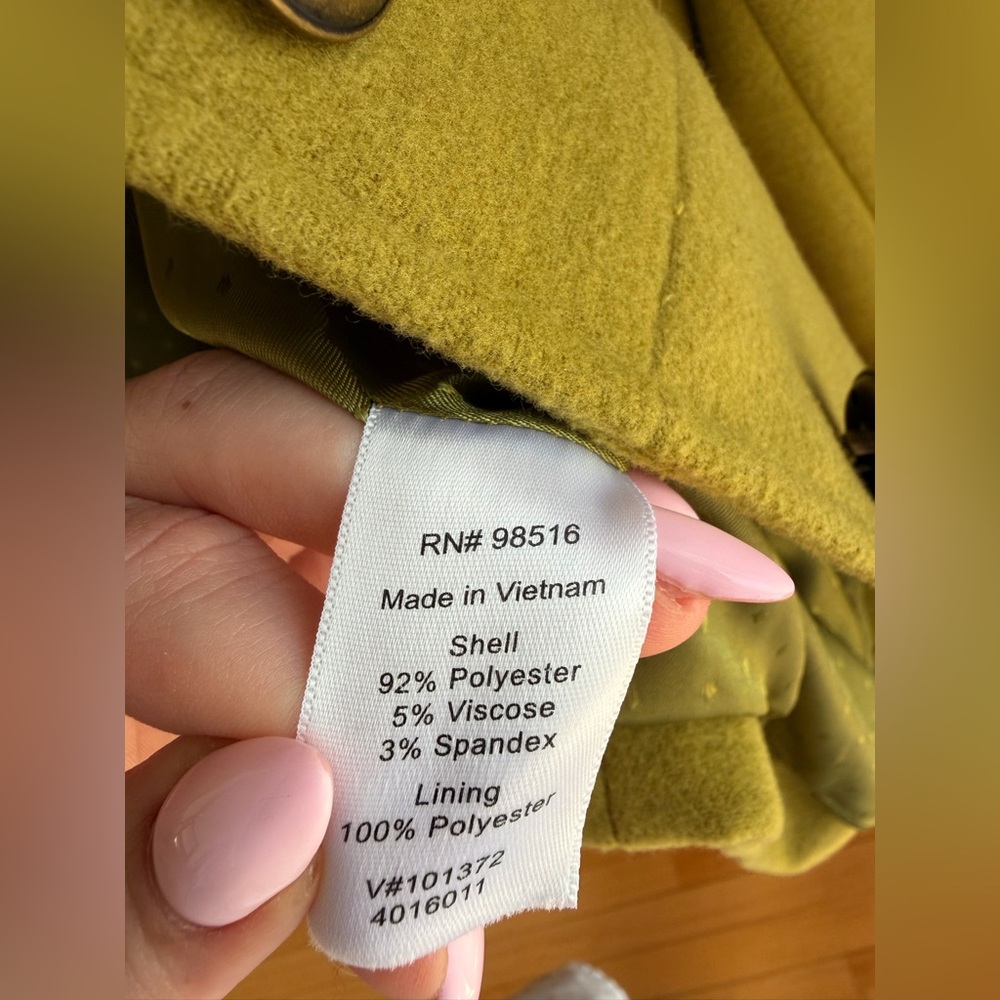 RN# 98516
Made in Vietnam
Shell
92% Polyester
5% Viscose
3% Spandex
Lining
100% Polyester
V#101372
4016011